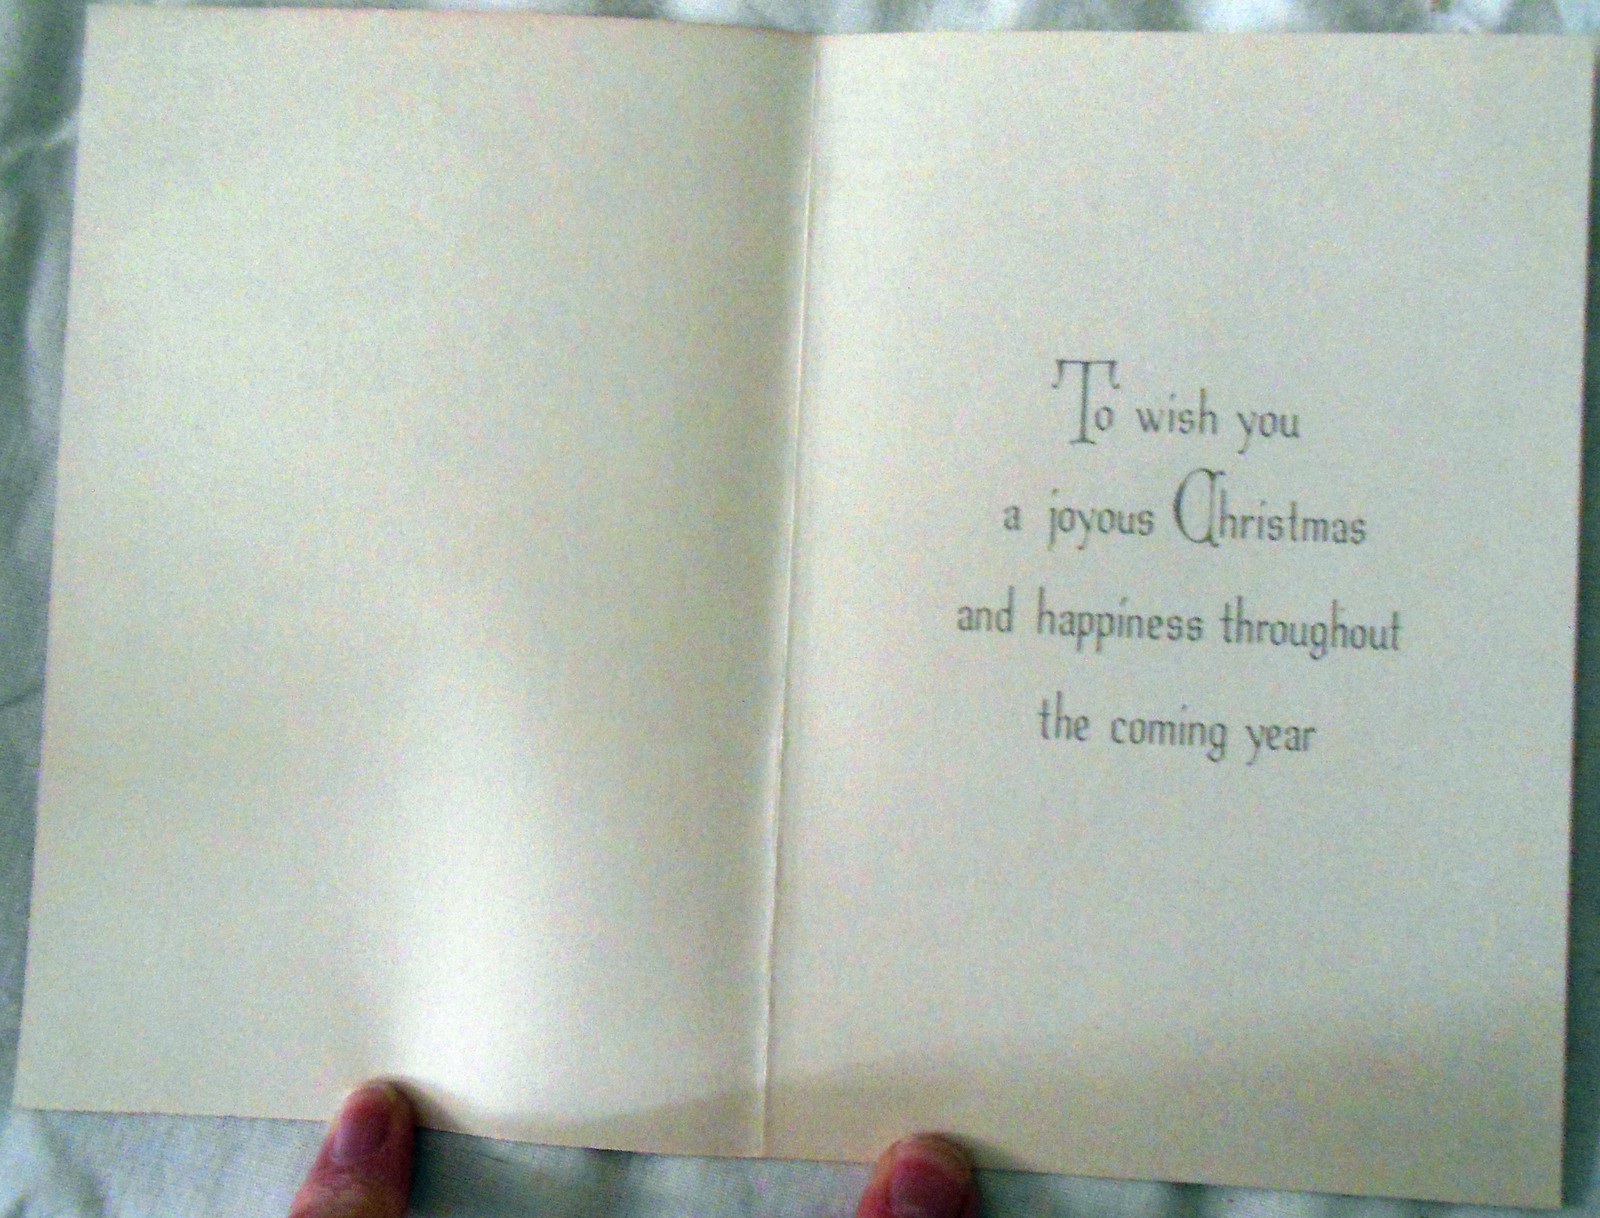 To wish you
a joyous Christmas
and happiness throughout
the coming year